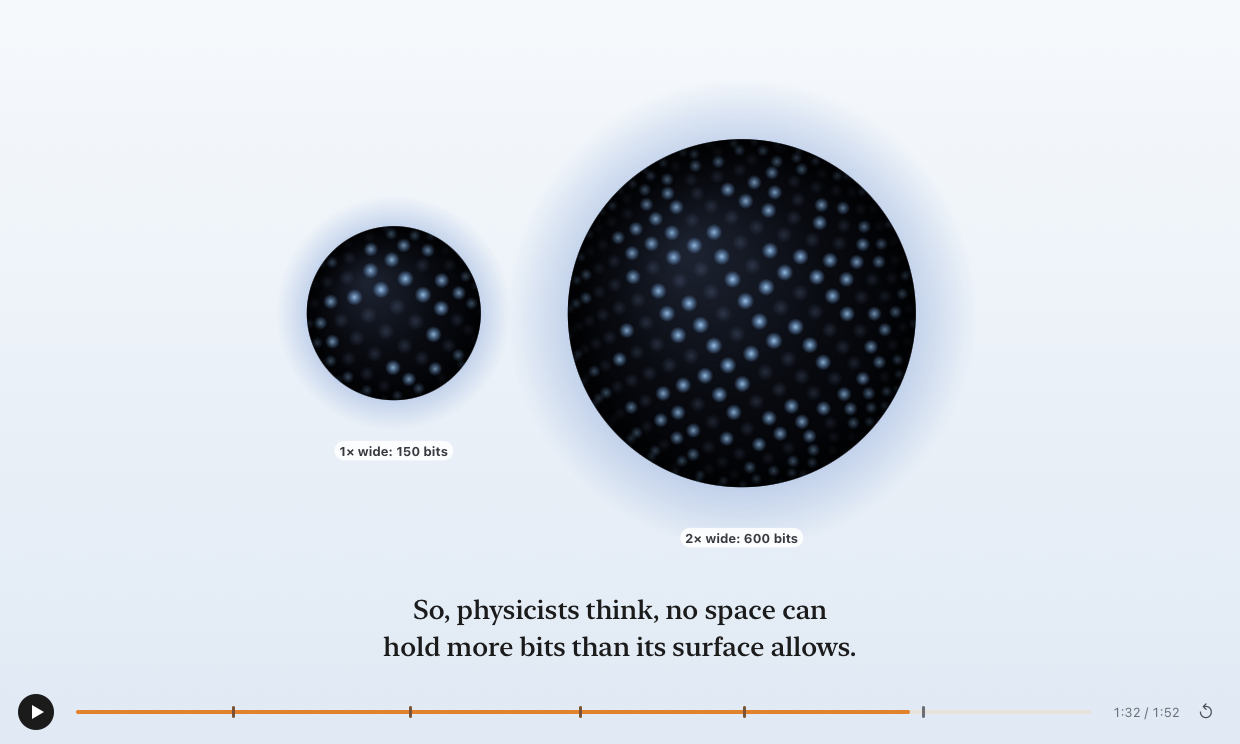 1× wide: 150 bits
2× wide: 600 bits
So, physicists think, no space can
hold more bits than its surface allows.
1:32 / 1:52